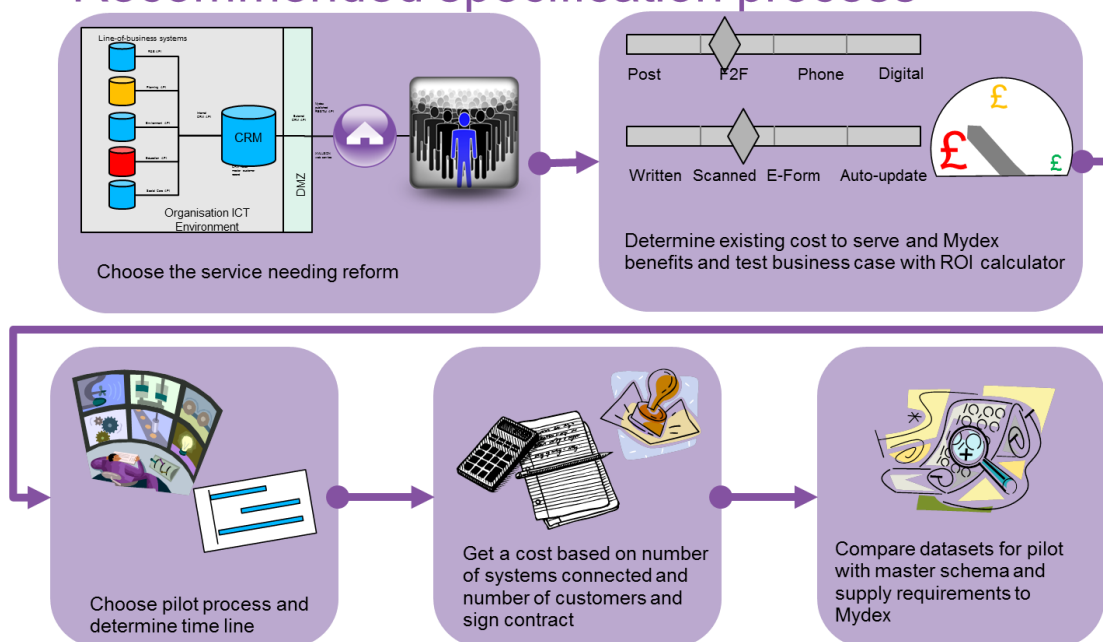 Recommended specification process
Line-of-business systems
CRM
DMZ
Organisation ICT
Environment
Choose the service needing reform
Post F2F Phone Digital
Written Scanned E-Form Auto-update
£
£
£
Determine existing cost to serve and Mydex
benefits and test business case with ROI calculator
Choose pilot process and
determine time line
Get a cost based on number
of systems connected and
number of customers and
sign contract
Compare datasets for pilot
with master schema and
supply requirements to
Mydex